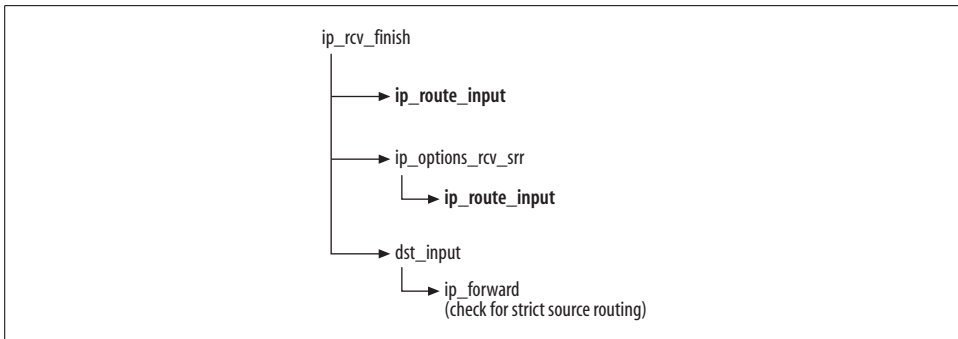 ip_rcv_finish
ip_route_input
ip_options_rcv_srr
ip_route_input
dst_input
ip_forward
(check for strict source routing)